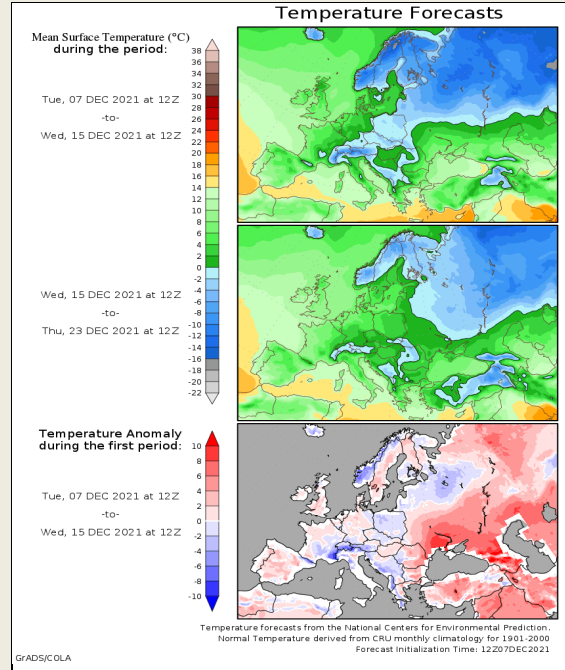 Temperature Forecasts
Mean Surface Temperature (°C)
during the period:
Tue, 07 DEC 2021 at 12Z
-to-
Wed, 15 DEC 2021 at 12Z
38
36
34
32
30
28
26
24
22
20
18
16
14
12
10
8
6
4
2
0
-2
-4
-6
-8
-10
-12
-14
-16
-18
-20
-22
Wed, 15 DEC 2021 at 12Z
-to-
Thu, 23 DEC 2021 at 12Z
Temperature Anomaly
during the first period:
Tue, 07 DEC 2021 at 12Z
-to-
Wed, 15 DEC 2021 at 12Z
10
8
6
4
2
0
-2
-4
-6
-8
-10
Temperature forecasts from the National Centers for Environmental Prediction.
Normal Temperature derived from CRU monthly climatology for 1901-2000
Forecast Initialization Time: 12Z07DEC2021
GrADS/COLA